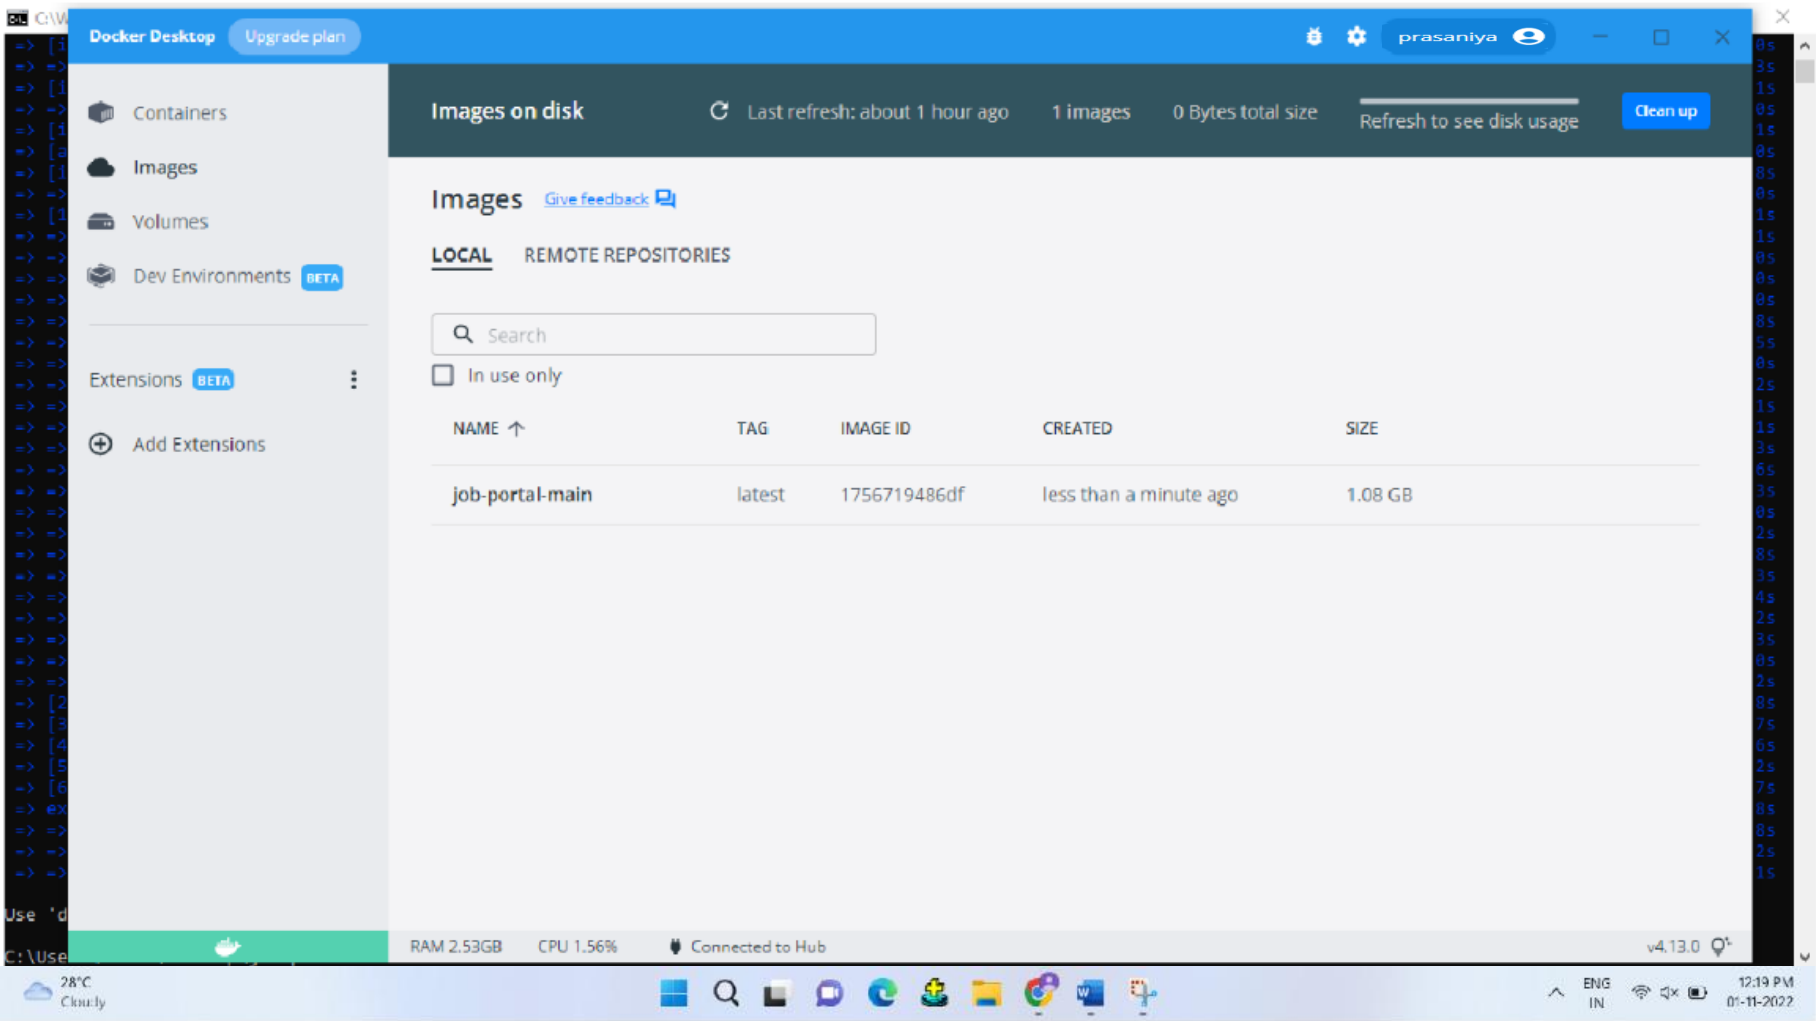 C:\W
Docker Desktop Upgrade plan prasaniya
Containers
Images
Volumes
Dev Environments BETA
Extensions BETA
Add Extensions
Images on disk Last refresh: about 1 hour ago 1 images 0 Bytes total size Refresh to see disk usage Clean up
Images Give feedback
LOCAL REMOTE REPOSITORIES
Search
In use only
NAME TAG IMAGE ID CREATED SIZE
job-portal-main latest 1756719486df less than a minute ago 1.08 GB
Use 'd
C:\Use
RAM 2.53GB CPU 1.56% Connected to Hub v4.13.0
28°C
Cloudy
ENG
IN
12:19 PM
01-11-2022